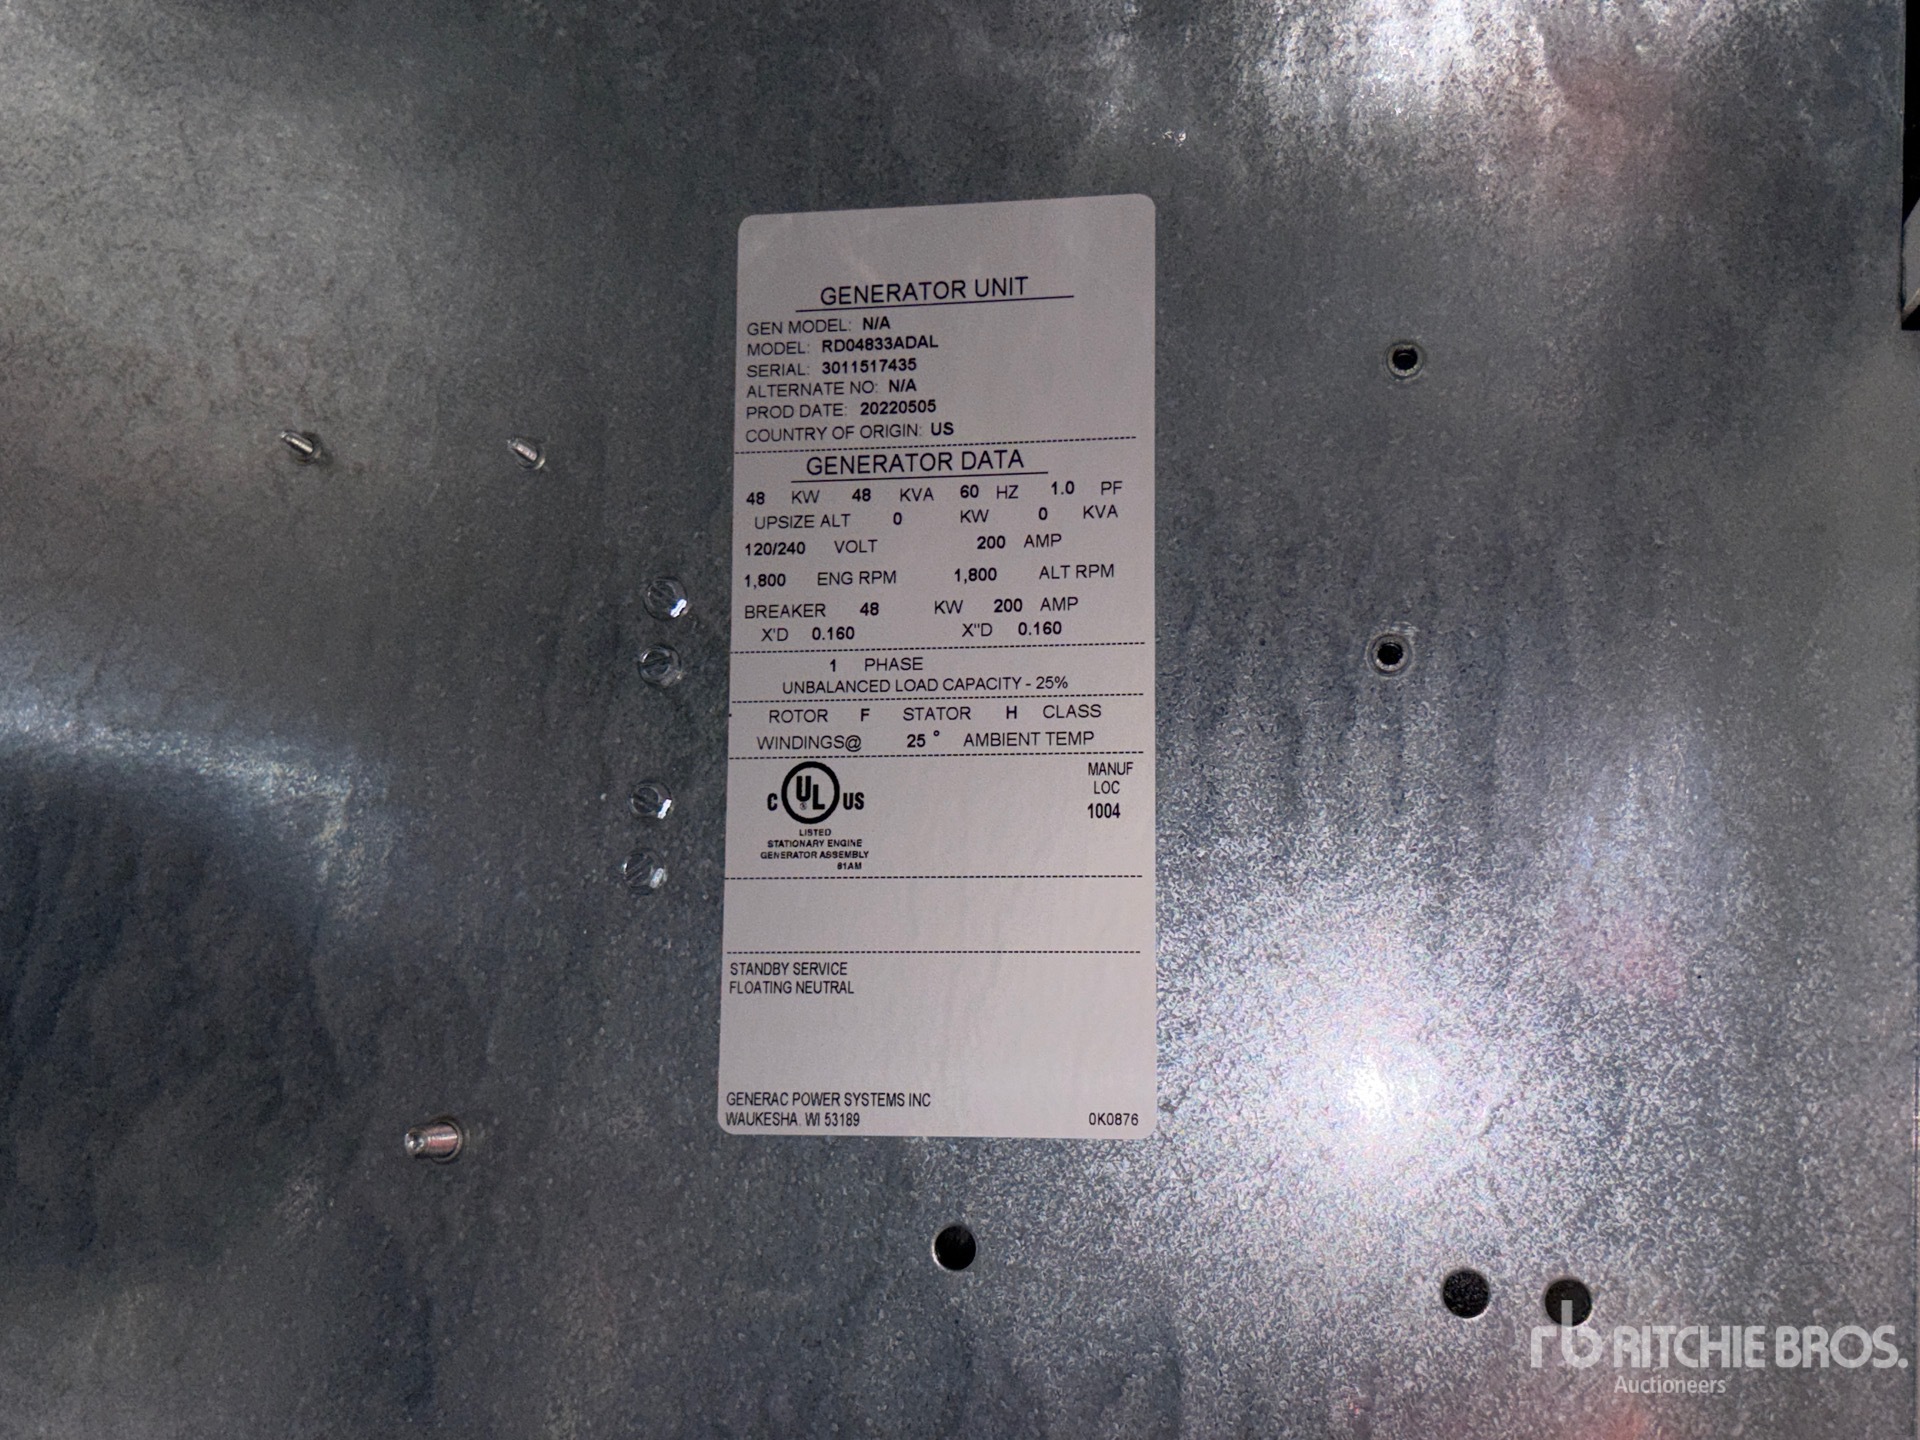 GENERATOR UNIT
GEN MODEL: N/A
MODEL: RD04833ADAL
SERIAL: 3011517435
ALTERNATE NO: N/A
PROD DATE: 20220505
COUNTRY OF ORIGIN: US
GENERATOR DATA
48 KW 48 KVA 60 HZ 1.0 PF
UPSIZE ALT 0 KW 0 KVA
120/240 VOLT 200 AMP
1,800 ENG RPM 1,800 ALT RPM
BREAKER 48 KW 200 AMP
X'D 0.160 X"D 0.160
1 PHASE
UNBALANCED LOAD CAPACITY - 25%
ROTOR F STATOR H CLASS
WINDINGS@ 25 ° AMBIENT TEMP
C UL US
LISTED
STATIONARY ENGINE
GENERATOR ASSEMBLY
61AM
MANUF
LOC
1004
STANDBY SERVICE
FLOATING NEUTRAL
GENERAC POWER SYSTEMS INC
WAUKESHA. WI 53189 0K0876
rb RITCHIE BROS.
Auctioneers